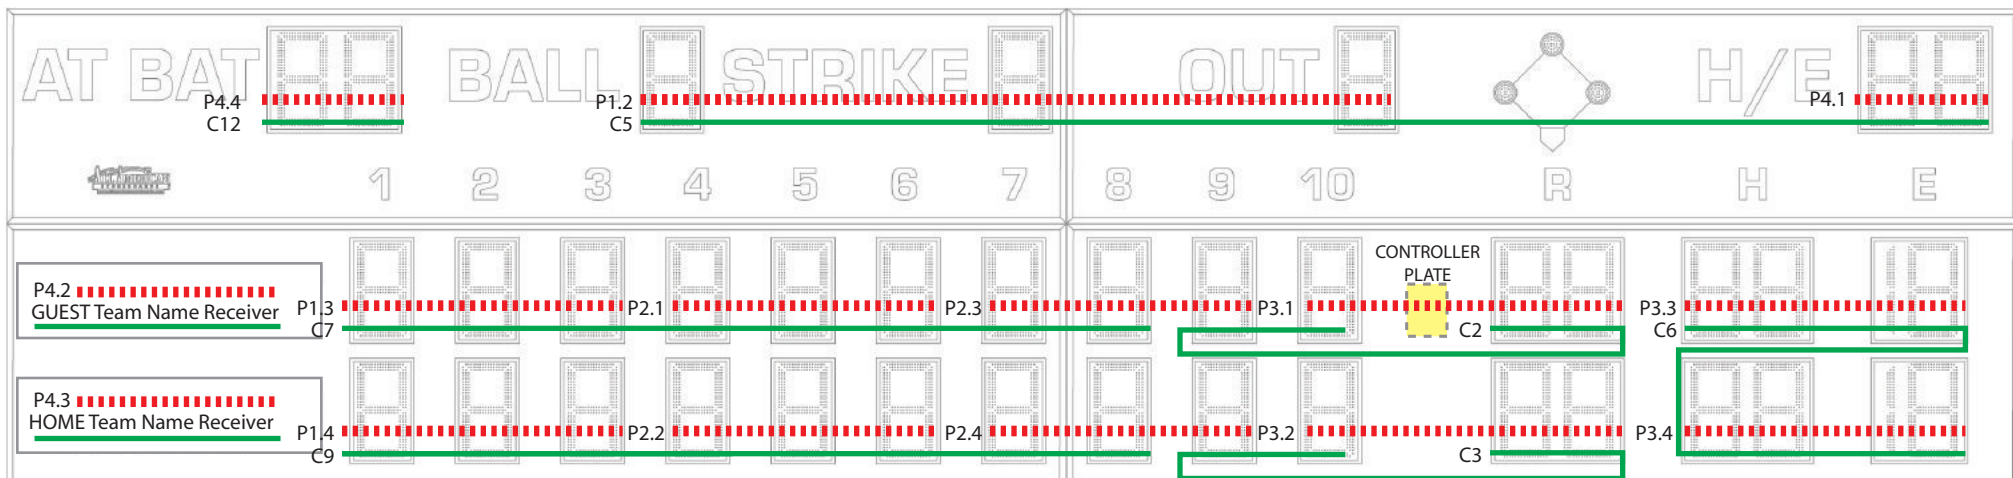 AT BAT BALL STRIKE OUT H/E
P4.4 P1.2 P4.1
C12 C5
1 2 3 4 5 6 7 8 9 10 R H E
CONTROLLER
PLATE
P4.2
GUEST Team Name Receiver
P1.3 P2.1 P2.3 P3.1 P3.3
C7 C2 C6
P4.3
HOME Team Name Receiver
P1.4 P2.2 P2.4 P3.2 P3.4
C9 C3